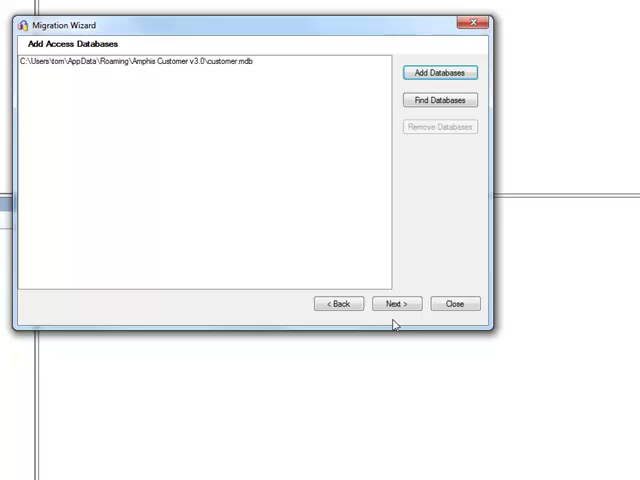 Migration Wizard
Add Access Databases
C:\Users\tom\AppData\Roaming\Amphis Customer v3.0\customer.mdb
Add Databases
Find Databases
Remove Databases
< Back
Next >
Close